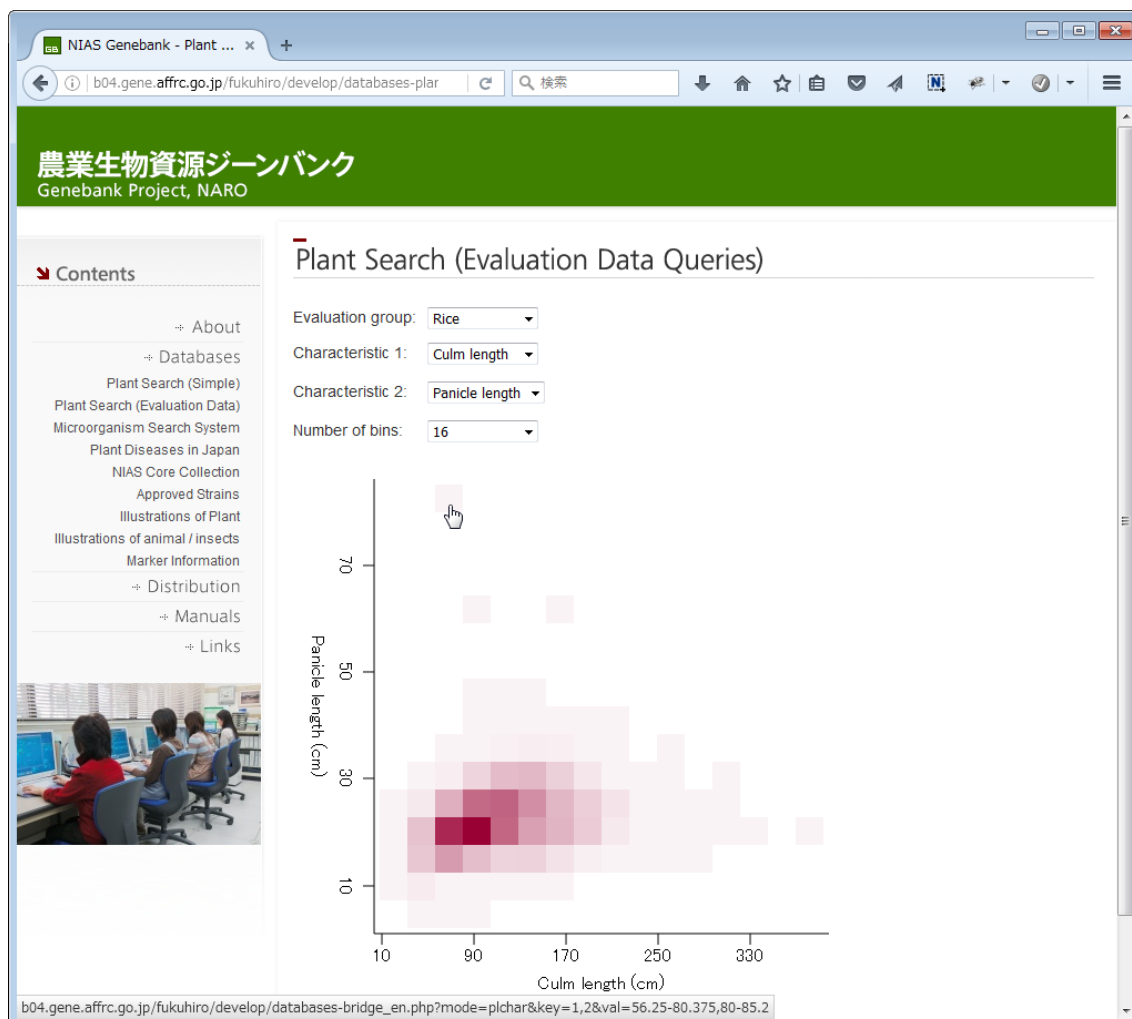 NIAS Genebank - Plant ...
b04.gene.affrc.go.jp/fukuhiro/develop/databases-plar
検索
農業生物資源ジーンバンク
Genebank Project, NARO
Contents
About
Databases
Plant Search (Simple)
Plant Search (Evaluation Data)
Microorganism Search System
Plant Diseases in Japan
NIAS Core Collection
Approved Strains
Illustrations of Plant
Illustrations of animal / insects
Marker Information
Distribution
Manuals
Links
Plant Search (Evaluation Data Queries)
Evaluation group: Rice
Characteristic 1: Culm length
Characteristic 2: Panicle length
Number of bins: 16
70
50
30
10
Panicle length (cm)
10 90 170 250 330
Culm length (cm)
b04.gene.affrc.go.jp/fukuhiro/develop/databases-bridge_en.php?mode=plchar&key=1,2&val=56.25-80.375,80-85.2